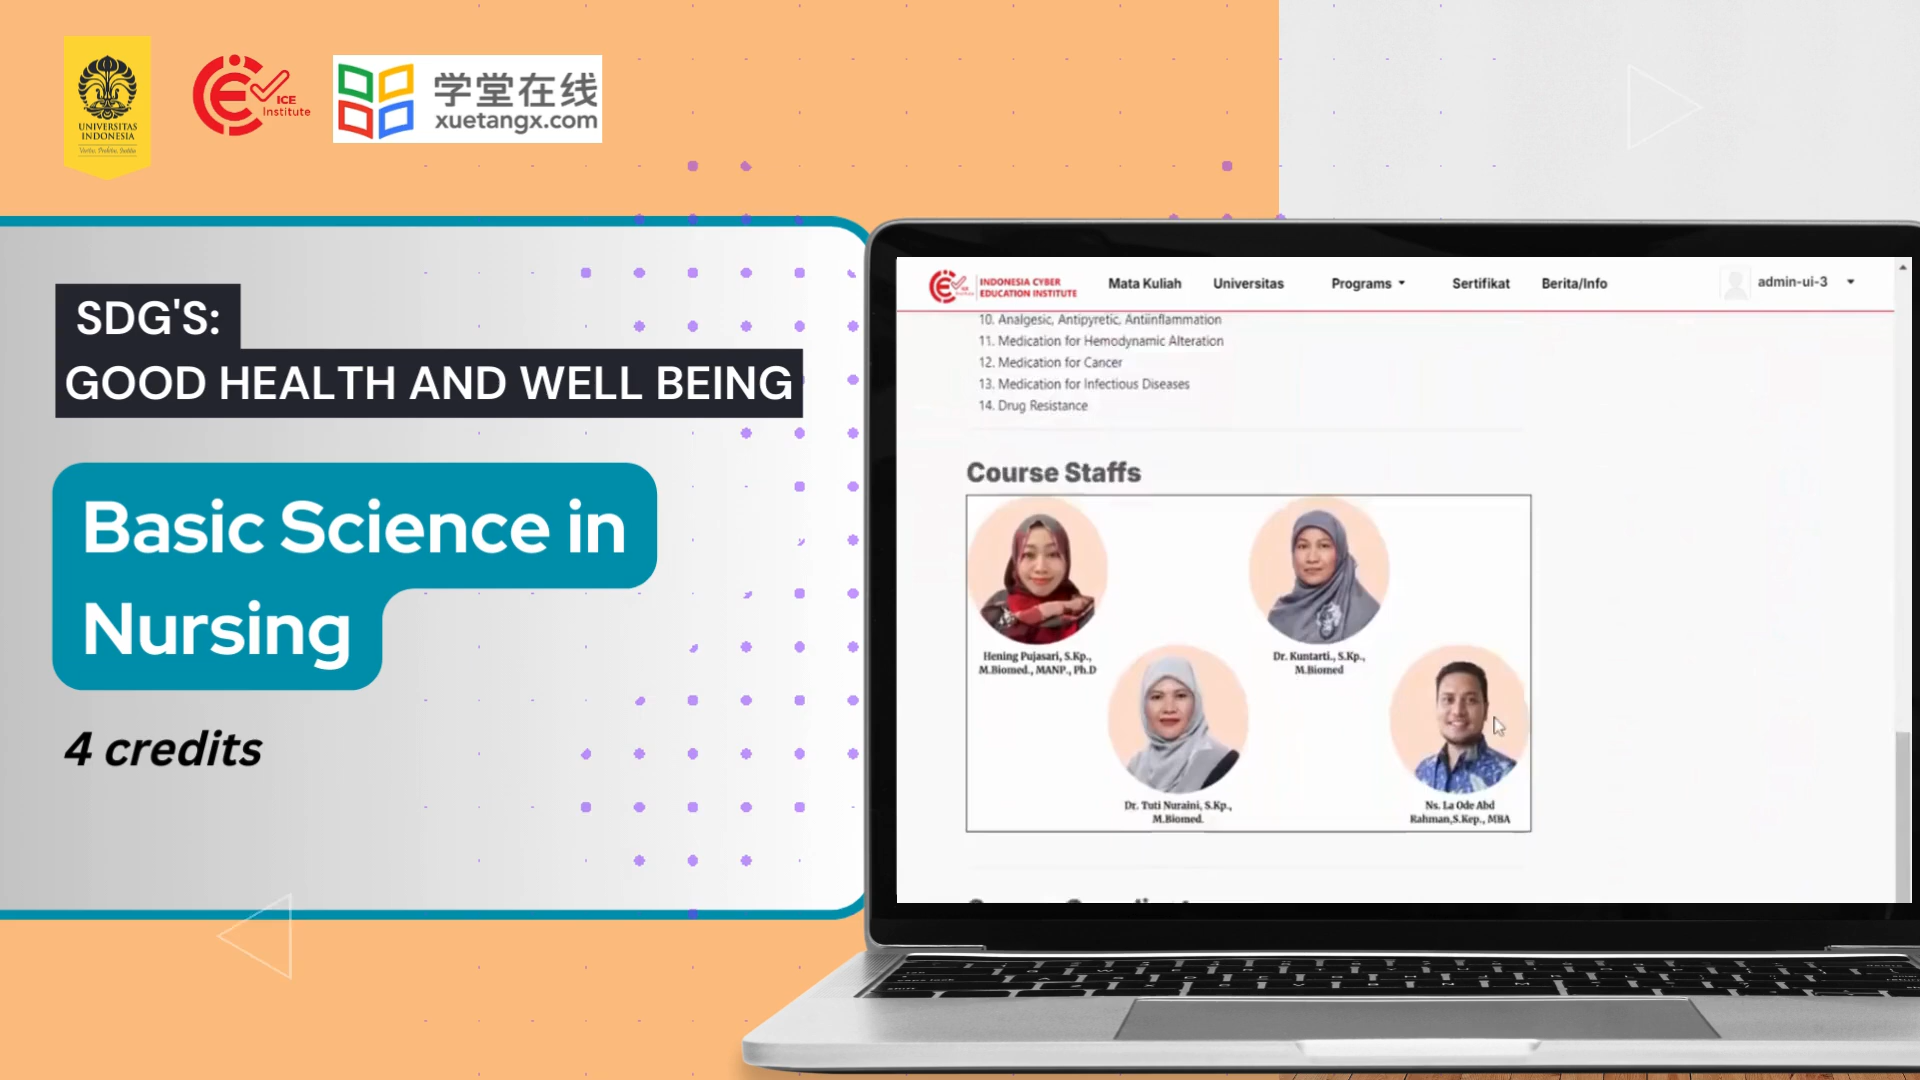 UNIVERSITAS
INDONESIA
Veritas, Probitas, Iustitia
ICE
Institute
学堂在线
xuetangx.com
SDG'S:
GOOD HEALTH AND WELL BEING
Basic Science in
Nursing
4 credits
INDONESIA CYBER
EDUCATION INSTITUTE
Mata Kuliah
Universitas
Programs
Sertifikat
Berita/Info
admin-ui-3
10. Analgesic, Antipyretic, Antiinflammation
11. Medication for Hemodynamic Alteration
12. Medication for Cancer
13. Medication for Infectious Diseases
14. Drug Resistance
Course Staffs
Hening Pujasari, S.Kp.,
M.Biomed., MANP., Ph.D
Dr. Kuntarti., S.Kp.,
M.Biomed
Dr. Tuti Nuraini, S.Kp.,
M.Biomed.
Ns. La Ode Abd
Rahman,S.Kep., MBA